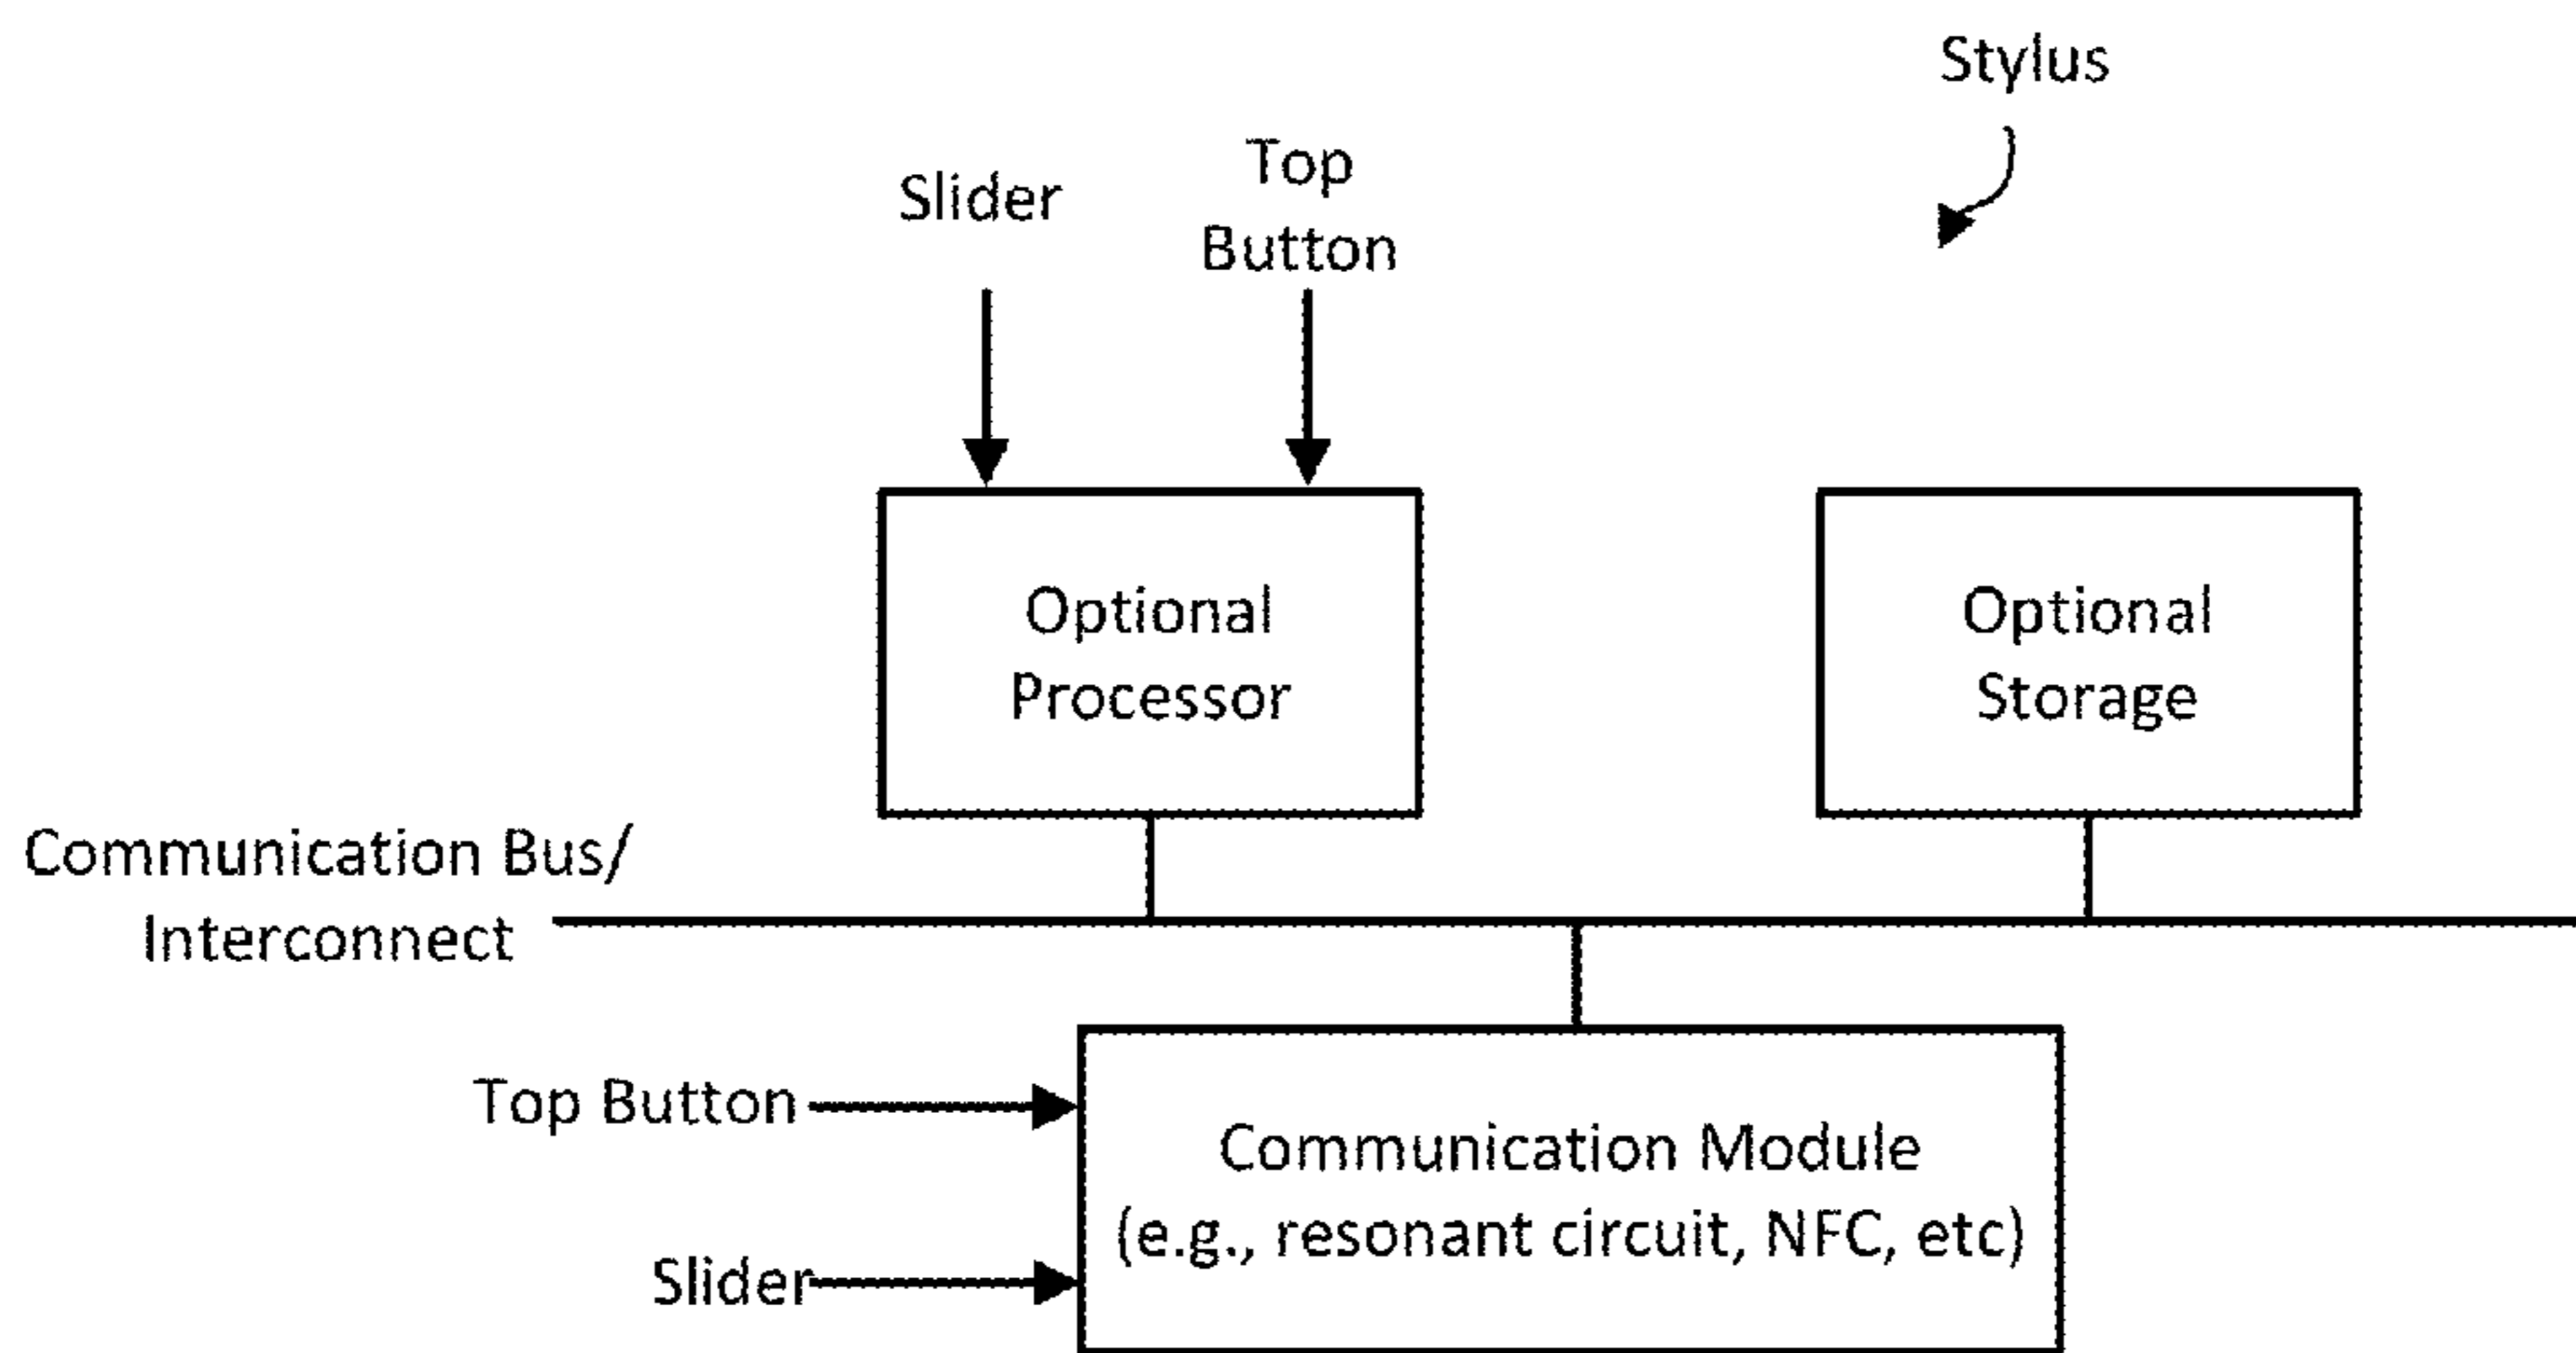 Stylus
Slider
Top
Button
Optional
Processor
Optional
Storage
Communication Bus/
Interconnect
Top Button
Slider
Communication Module
(e.g., resonant circuit, NFC, etc)